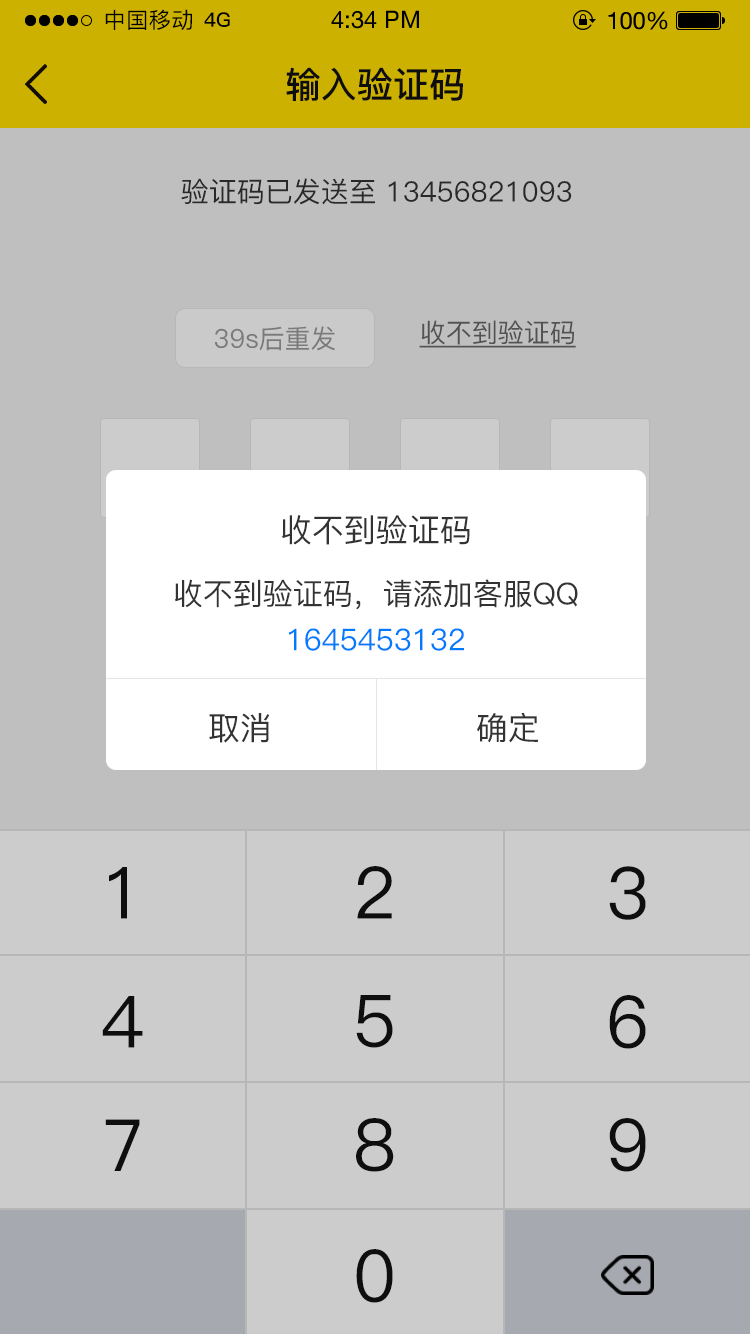 中国移动 4G 4:34 PM 100%
输入验证码
验证码已发送至 13456821093
39s后重发 收不到验证码
收不到验证码
收不到验证码，请添加客服QQ
1645453132
取消 确定
1 2 3
4 5 6
7 8 9
0